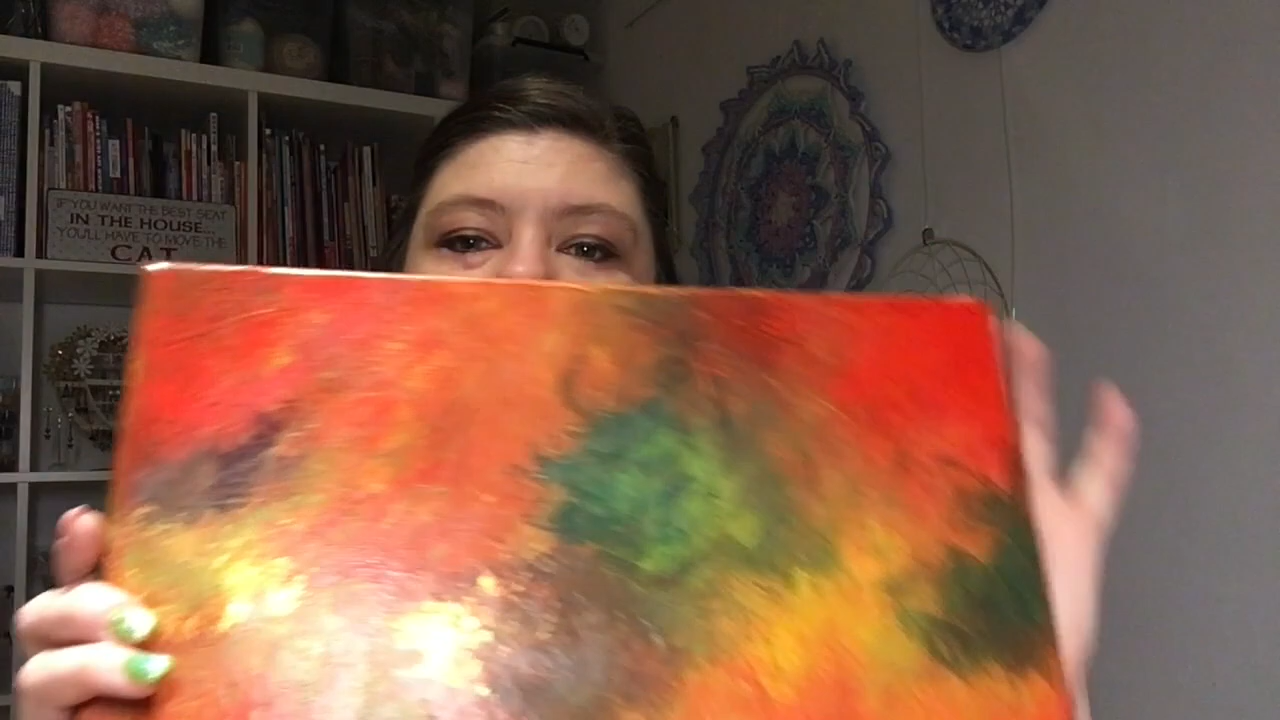 IF YOU WANT THE BEST SEAT
IN THE HOUSE...
YOU'LL HAVE TO MOVE THE
CAT